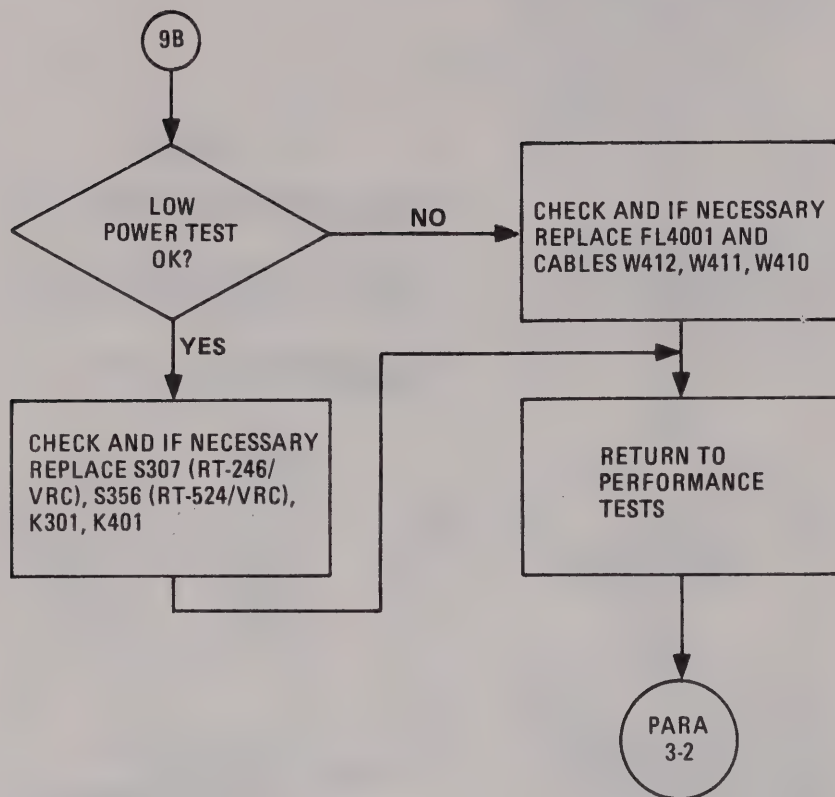 9B
LOW
POWER TEST
OK?
NO
CHECK AND IF NECESSARY
REPLACE FL4001 AND
CABLES W412, W411, W410
YES
CHECK AND IF NECESSARY
REPLACE S307 (RT-246/
VRC), S356 (RT-524/VRC),
K301, K401
RETURN TO
PERFORMANCE
TESTS
PARA
3-2